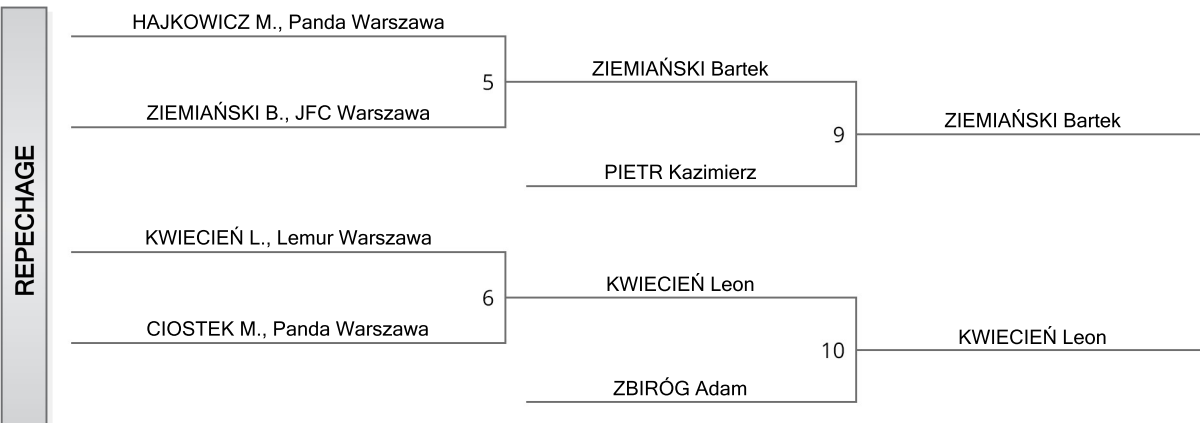 REPECHAGE
HAJKOWICZ M., Panda Warszawa
5
ZIEMIAŃSKI B., JFC Warszawa
ZIEMIAŃSKI Bartek
9
PIETR Kazimierz
ZIEMIAŃSKI Bartek
KWIECIEŃ L., Lemur Warszawa
6
CIOSTEK M., Panda Warszawa
KWIECIEŃ Leon
10
ZBIRÓG Adam
KWIECIEŃ Leon